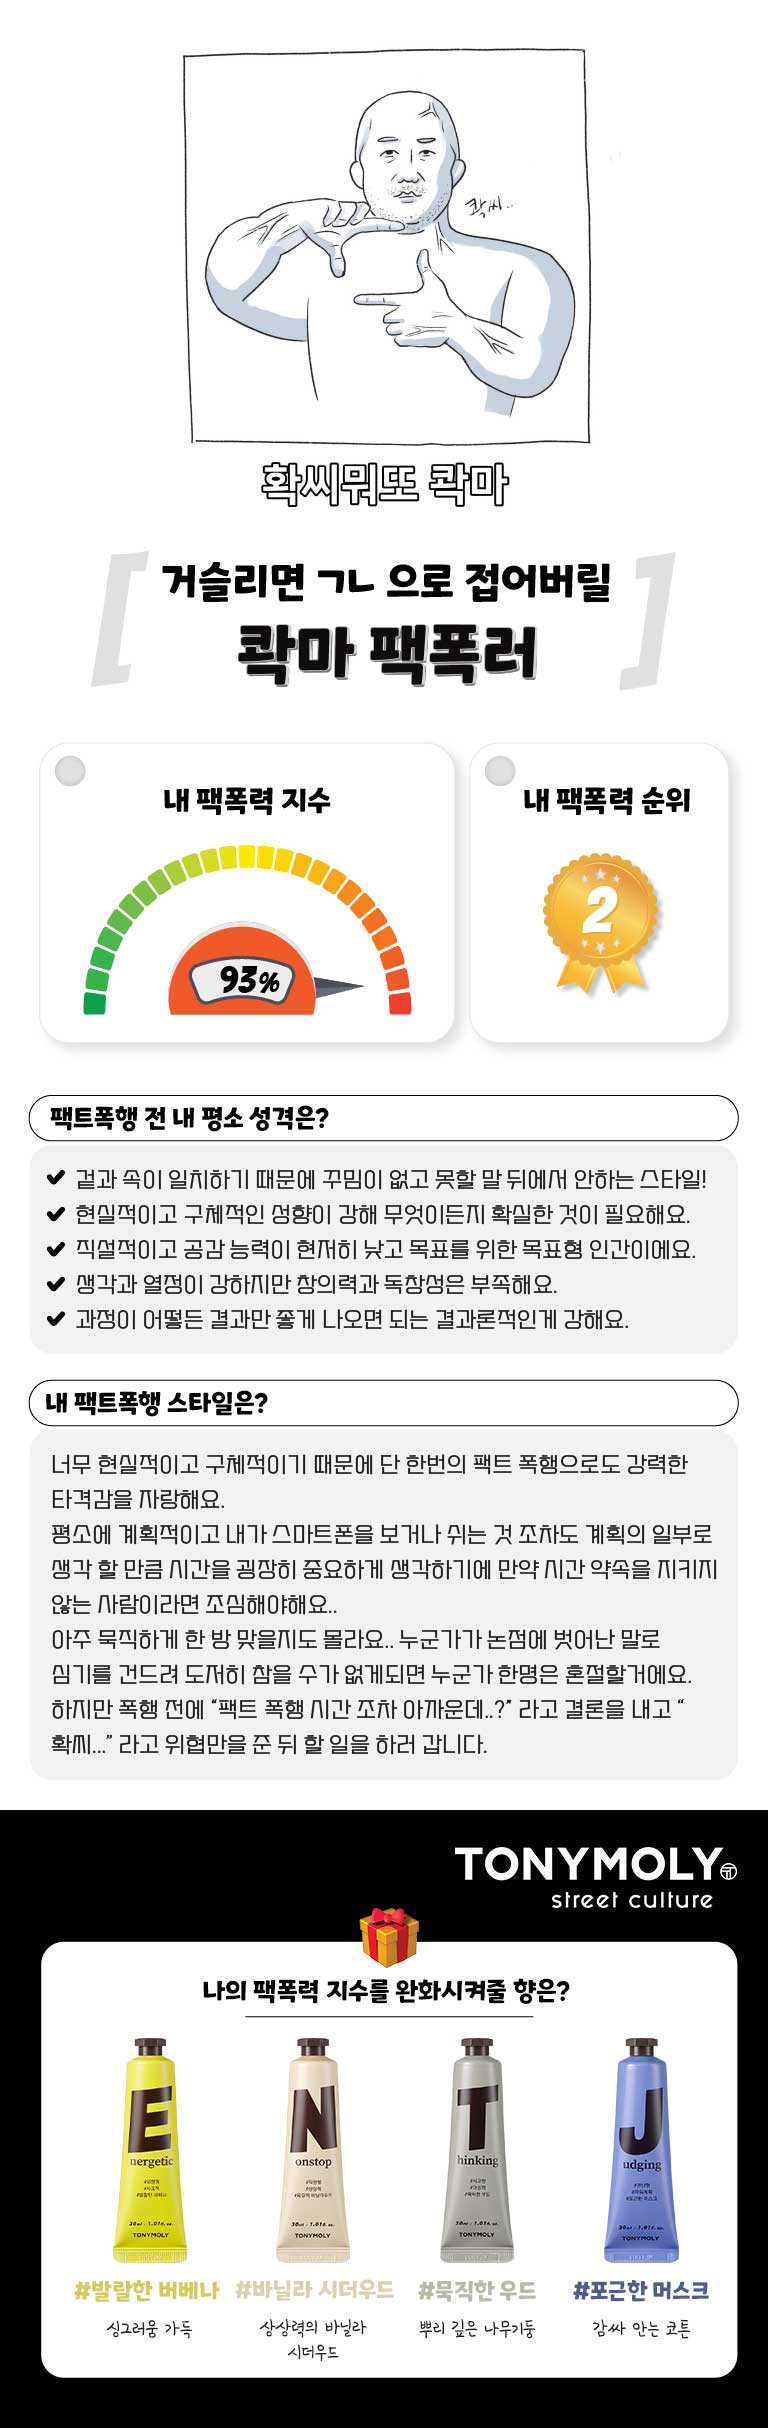 콱씨...
확씨뭐또 콱마
거슬리면 ㄱㄴ 으로 접어버릴
콱마 팩폭러
내 팩폭력 지수
93%
내 팩폭력 순위
2
팩트폭행 전 내 평소 성격은?
겉과 속이 일치하기 때문에 꾸밈이 없고 못할 말 뒤에서 안하는 스타일!
현실적이고 구체적인 성향이 강해 무엇이든지 확실한 것이 필요해요.
직설적이고 공감 능력이 현저히 낮고 목표를 위한 목표형 인간이에요.
생각과 열정이 강하지만 창의력과 독창성은 부족해요.
과정이 어떻든 결과만 좋게 나오면 되는 결과론적인게 강해요.
내 팩트폭행 스타일은?
너무 현실적이고 구체적이기 때문에 단 한번의 팩트 폭행으로도 강력한
타격감을 자랑해요.
평소에 계획적이고 내가 스마트폰을 보거나 쉬는 것 조차도 계획의 일부로
생각 할 만큼 시간을 굉장히 중요하게 생각하기에 만약 시간 약속을 지키지
않는 사람이라면 조심해야해요..
아주 묵직하게 한 방 맞을지도 몰라요.. 누군가가 논점에 벗어난 말로
심기를 건드려 도저히 참을 수가 없게되면 누군가 한명은 혼절할거에요.
하지만 폭행 전에 “팩트 폭행 시간 조차 아까운데..?” 라고 결론을 내고 “
확씨...” 라고 위협만을 준 뒤 할 일을 하러 갑니다.
TONYMOLY
street culture
나의 팩폭력 지수를 완화시켜줄 향은?
E N T J
nergetic onstop hinking udging
30ml · 1.01fl. oz. 30ml · 1.01fl. oz. 30ml · 1.01fl. oz. 30ml · 1.01fl. oz.
TONYMOLY TONYMOLY TONYMOLY TONYMOLY
#발랄한 버베나 #바닐라 시더우드 #묵직한 우드 #포근한 머스크
싱그러움 가득 상상력의 바닐라 뿌리 깊은 나무기둥 감싸 안는 코튼
시더우드